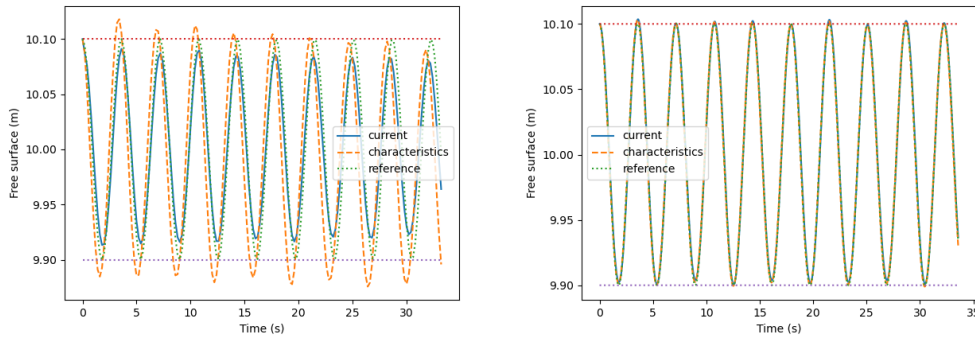 10.10
10.05
10.00
9.95
9.90
Free surface (m)
0
5
10
15
20
25
30
Time (s)
current
characteristics
reference
10.10
10.05
10.00
9.95
9.90
Free surface (m)
0
5
10
15
20
25
30
35
Time (s)
current
characteristics
reference